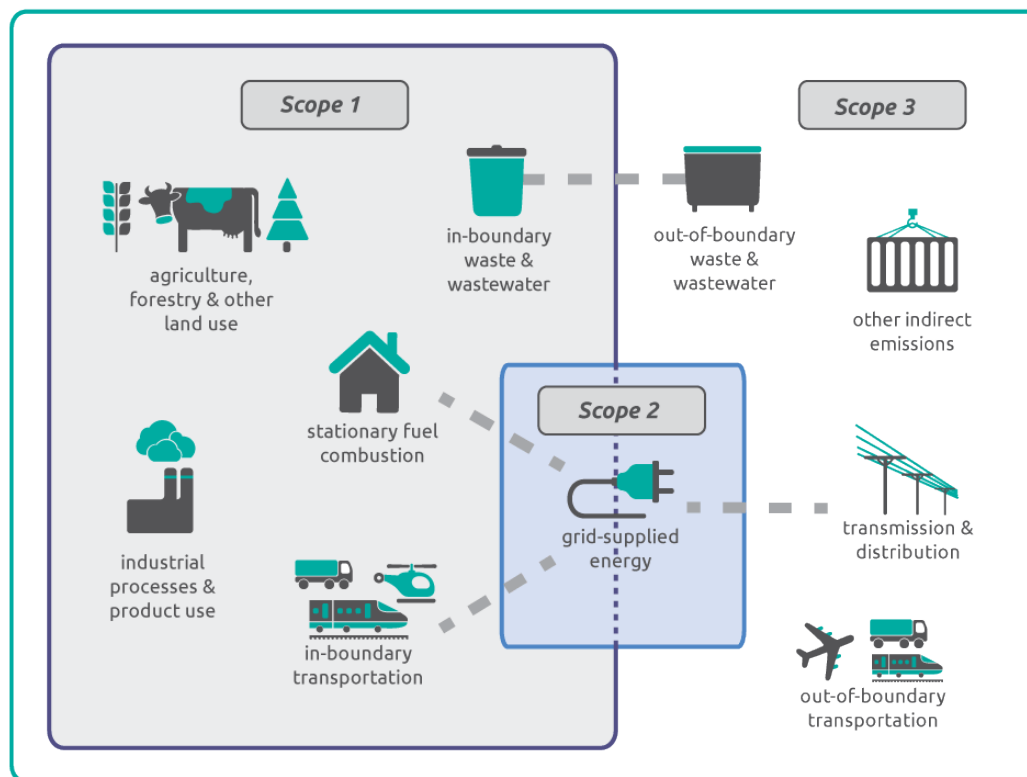 Scope 1
Scope 3
in-boundary
waste &
wastewater
out-of-boundary
waste &
wastewater
agriculture,
forestry & other
land use
other indirect
emissions
Scope 2
stationary fuel
combustion
grid-supplied
energy
transmission &
distribution
industrial
processes &
product use
in-boundary
transportation
out-of-boundary
transportation